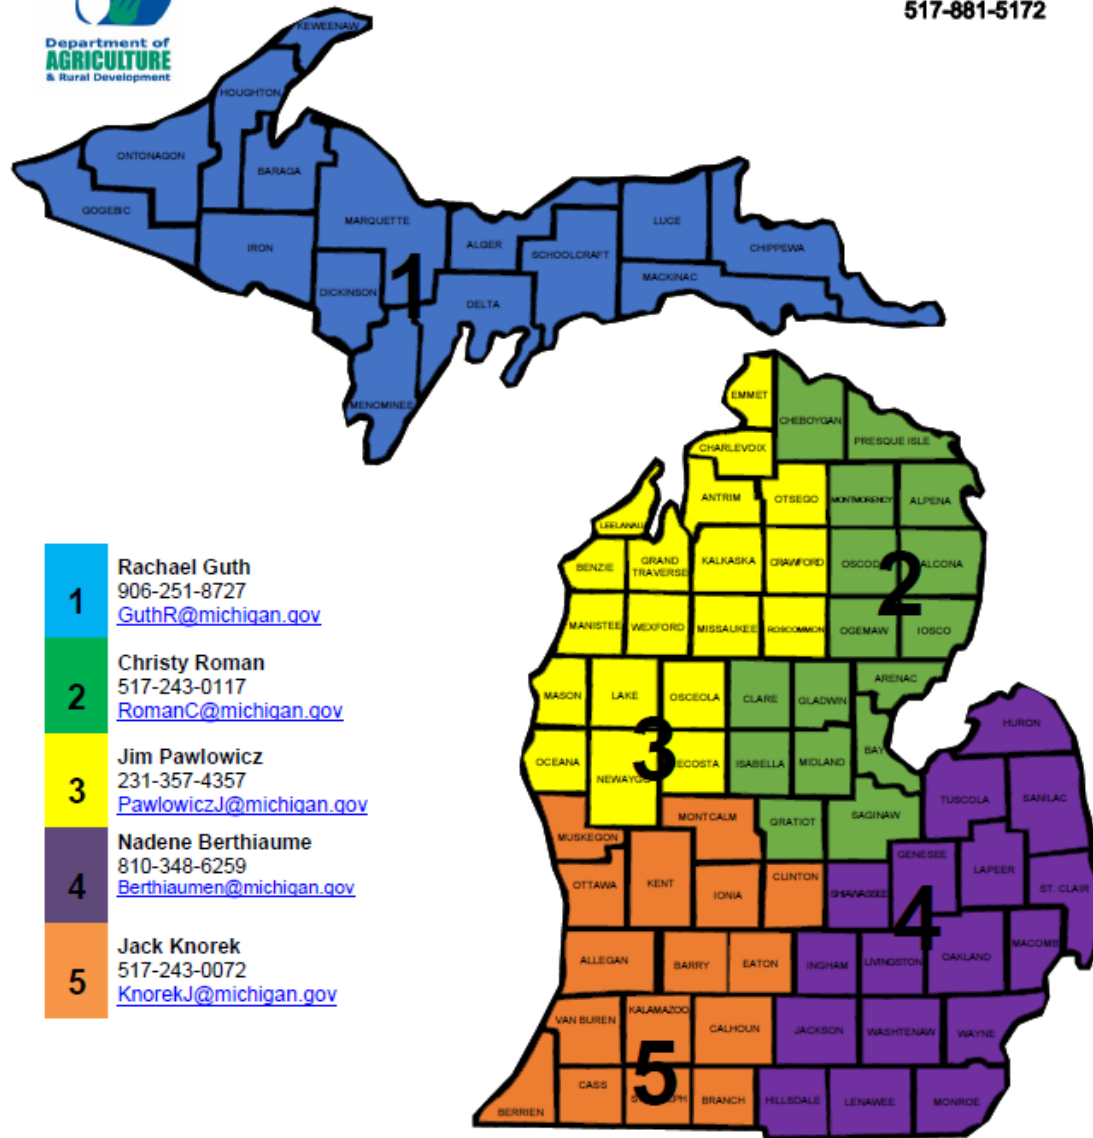 517-881-5172
Department of
AGRICULTURE
& Rural Development
KEWEENAW
HOUGHTON
ONTONAGON
BARAGA
GOGEBIC
MARQUETTE
LUCE
IRON
ALGER
CHIPPEWA
SCHOOLCRAFT
MACKINAC
DICKINSON
1
DELTA
MENOMINEE
EMMET
CHEBOYGAN
PRESQUE ISLE
CHARLEVOIX
ANTRIM
OTSEGO
MONTMORENCY
ALPENA
LEELANAU
BENZIE
GRAND
TRAVERSE
KALKASKA
CRAWFORD
OSCOD
2
ALCONA
MANISTEE
WEXFORD
MISSAUKEE
ROSCOMMON
OGEMAW
IOSCO
MASON
LAKE
OSCEOLA
CLARE
GLADWIN
ARENAC
HURON
OCEANA
NEWAYGO
3
ECOSTA
ISABELLA
MIDLAND
BAY
TUSCOLA
SANILAC
MUSKEGON
MONTCALM
GRATIOT
SAGINAW
OTTAWA
KENT
IONIA
CLINTON
SHIAWASSEE
GENESEE
LAPEER
ST. CLAIR
4
ALLEGAN
BARRY
EATON
INGHAM
LIVINGSTON
OAKLAND
MACOMB
VAN BUREN
KALAMAZOO
CALHOUN
JACKSON
WASHTENAW
WAYNE
BERRIEN
CASS
5
BRANCH
HILLSDALE
LENAWEE
MONROE
1
Rachael Guth
906-251-8727
GuthR@michigan.gov
2
Christy Roman
517-243-0117
RomanC@michigan.gov
3
Jim Pawlowicz
231-357-4357
PawlowiczJ@michigan.gov
4
Nadene Berthiaume
810-348-6259
Berthiaumen@michigan.gov
5
Jack Knorek
517-243-0072
KnorekJ@michigan.gov